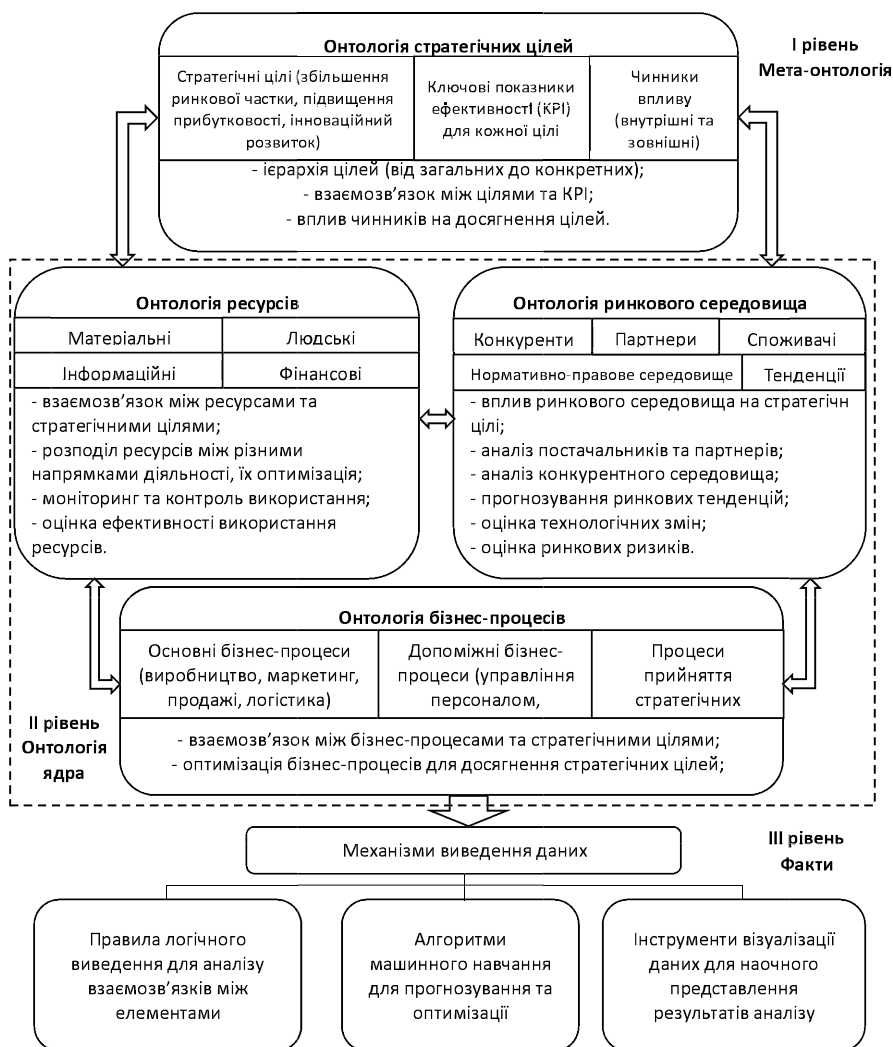 Онтологія стратегічних цілей
Стратегічні цілі (збільшення
ринкової частки, підвищення
прибутковості, інноваційний
розвиток)
Ключові показники
ефективності (KPI)
для кожної цілі
Чинники
впливу
(внутрішні та
зовнішні)
- ієрархія цілей (від загальних до конкретних);
- взаємозв’язок між цілями та KPI;
- вплив чинників на досягнення цілей.
І рівень
Мета-онтологія
Онтологія ресурсів
Матеріальні
Людські
Інформаційні
Фінансові
- взаємозв’язок між ресурсами та
стратегічними цілями;
- розподіл ресурсів між різними
напрямками діяльності, їх оптимізація;
- моніторинг та контроль використання;
- оцінка ефективності використання
ресурсів.
Онтологія ринкового середовища
Конкуренти
Партнери
Споживачі
Нормативно-правове середовище
Тенденції
- вплив ринкового середовища на стратегічн
цілі;
- аналіз постачальників та партнерів;
- аналіз конкурентного середовища;
- прогнозування ринкових тенденцій;
- оцінка технологічних змін;
- оцінка ринкових ризиків.
Онтологія бізнес-процесів
Основні бізнес-процеси
(виробництво, маркетинг,
продажі, логістика)
Допоміжні бізнес-
процеси (управління
персоналом,
Процеси
прийняття
стратегічних
- взаємозв’язок між бізнес-процесами та стратегічними цілями;
- оптимізація бізнес-процесів для досягнення стратегічних цілей;
ІІ рівень
Онтологія
ядра
Механізми виведення даних
ІІІ рівень
Факти
Правила логічного
виведення для аналізу
взаємозв’язків між
елементами
Алгоритми
машинного навчання
для прогнозування та
оптимізації
Інструменти візуалізації
даних для наочного
представлення
результатів аналізу